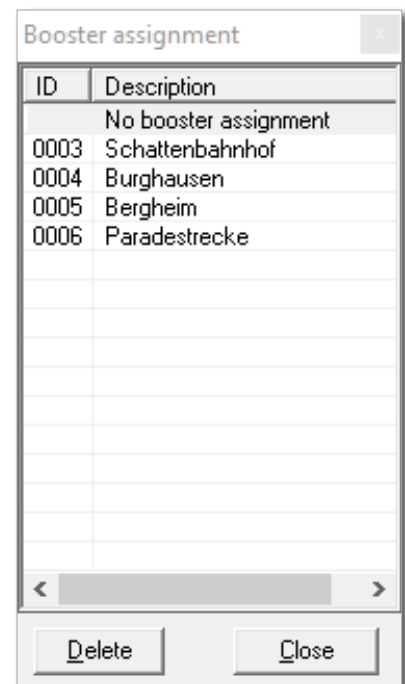 Booster assignment x
ID Description
No booster assignment
0003 Schattenbahnhof
0004 Burghausen
0005 Bergheim
0006 Paradestrecke
Delete Close